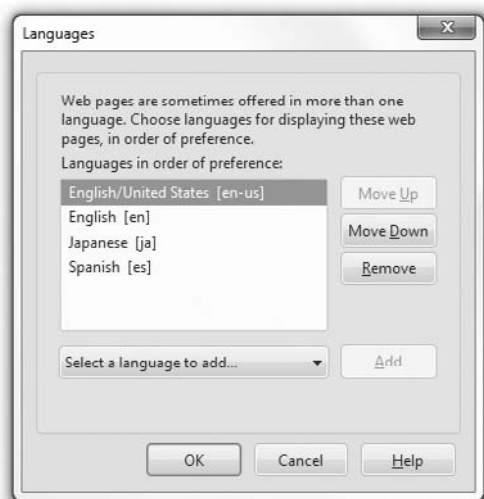 Languages
Web pages are sometimes offered in more than one
language. Choose languages for displaying these web
pages, in order of preference.
Languages in order of preference:
English/United States [en-us]
English [en]
Japanese [ja]
Spanish [es]
Move Up
Move Down
Remove
Select a language to add...
Add
OK
Cancel
Help